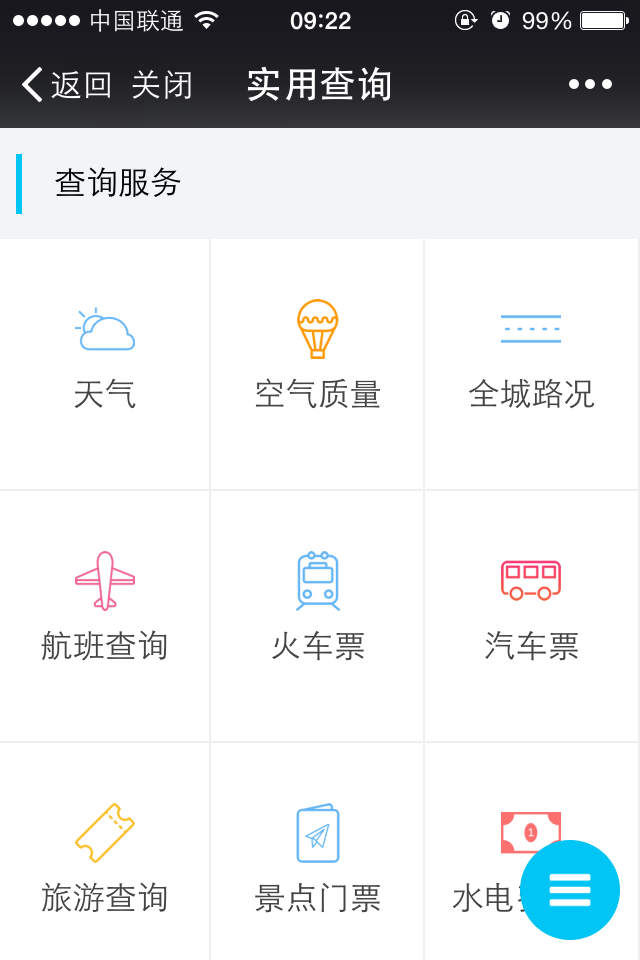 中国联通 09:22 99%
返回 关闭 实用查询
查询服务
天气 空气质量 全城路况
航班查询 火车票 汽车票
1
旅游查询 景点门票 水电